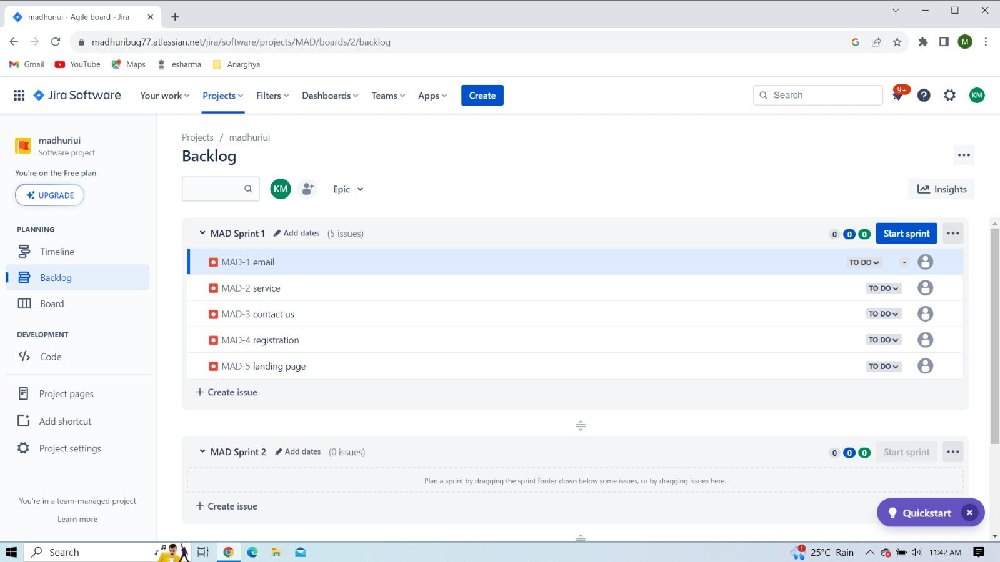 madhuriui - Agile board - Jira
madhuribug77.atlassian.net/jira/software/projects/MAD/boards/2/backlog
M
Gmail YouTube Maps esharma Anarghya
Jira Software Your work Projects Filters Dashboards Teams Apps Create Search 9+ KM
madhuriui
Software project
You're on the Free plan
UPGRADE
PLANNING
Timeline
Backlog
Board
DEVELOPMENT
Code
Project pages
Add shortcut
Project settings
You're in a team-managed project
Learn more
Projects / madhuriui
Backlog
KM Epic Insights
MAD Sprint 1 Add dates (5 issues) 0 0 0 Start sprint
MAD-1 email TO DO -
MAD-2 service TO DO
MAD-3 contact us TO DO
MAD-4 registration TO DO
MAD-5 landing page TO DO
+ Create issue
MAD Sprint 2 Add dates (0 issues) 0 0 0 Start sprint
Plan a sprint by dragging the sprint footer down below some issues, or by dragging issues here.
+ Create issue
Quickstart
Search 1 25°C Rain 11:42 AM